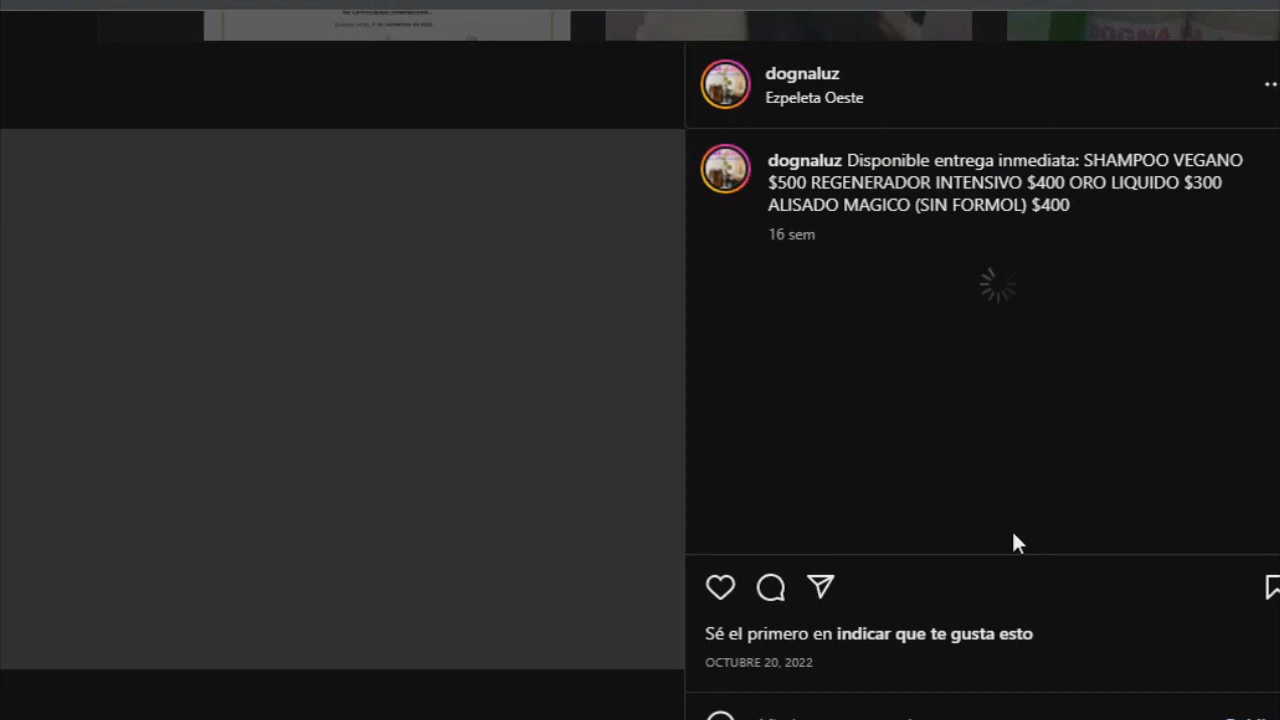 dognaluz
Ezpeleta Oeste
dognaluz Disponible entrega inmediata: SHAMPOO VEGANO
$500 REGENERADOR INTENSIVO $400 ORO LIQUIDO $300
ALISADO MAGICO (SIN FORMOL) $400
16 sem
Sé el primero en indicar que te gusta esto
OCTUBRE 20, 2022